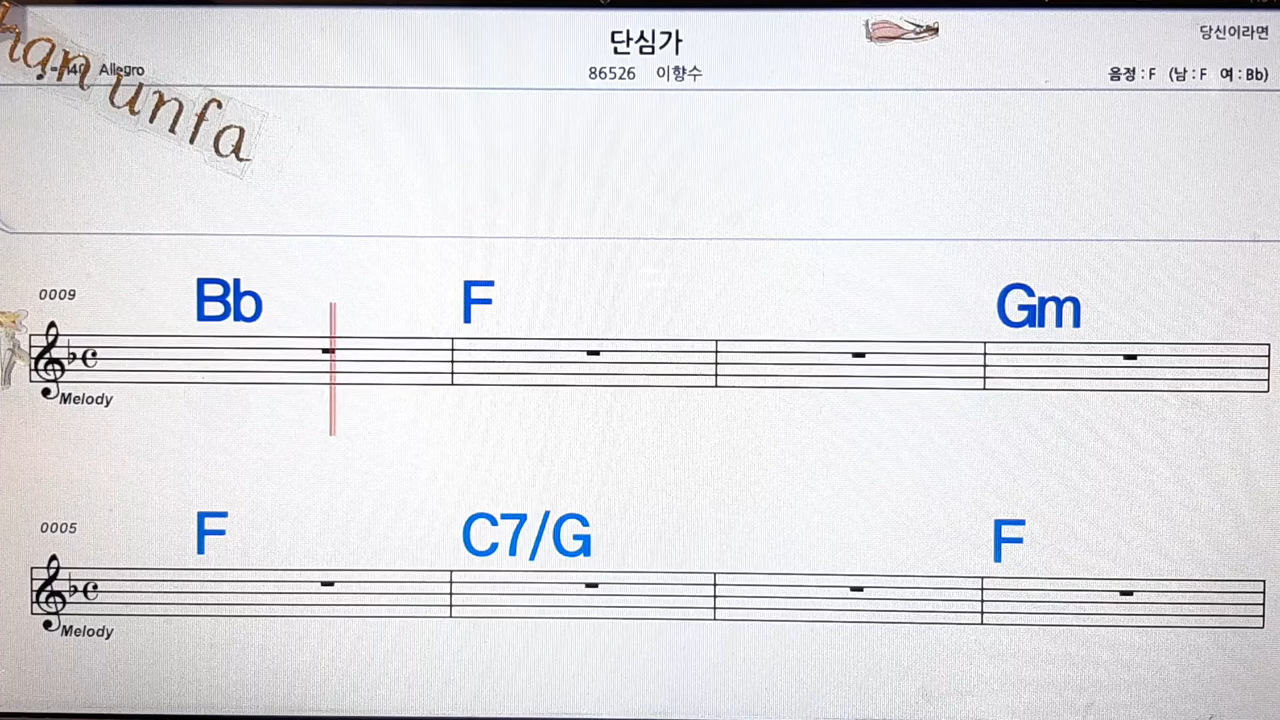 단심가
당신이라면
86526 이향수
음정 : F (남 : F 여 : Bb)
Allegro
han unfa
0009
Bb F Gm
Melody
0005
F C7/G F
Melody